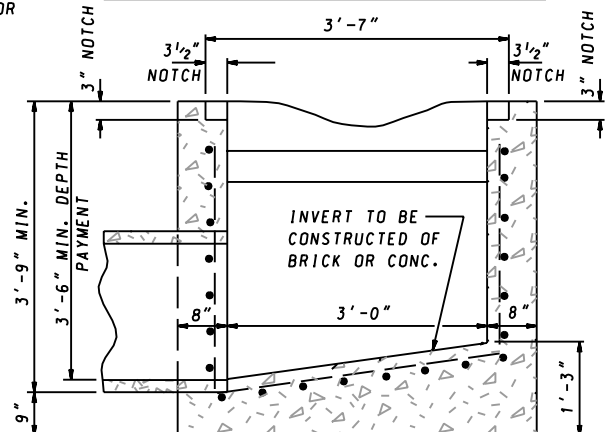 OR
3'-7"
3" NOTCH
3½"
NOTCH
3½"
NOTCH
3" NOTCH
3'-9" MIN.
3'-6" MIN. DEPTH
PAYMENT
INVERT TO BE
CONSTRUCTED OF
BRICK OR CONC.
8"
3'-0"
8"
9"
1'-3"